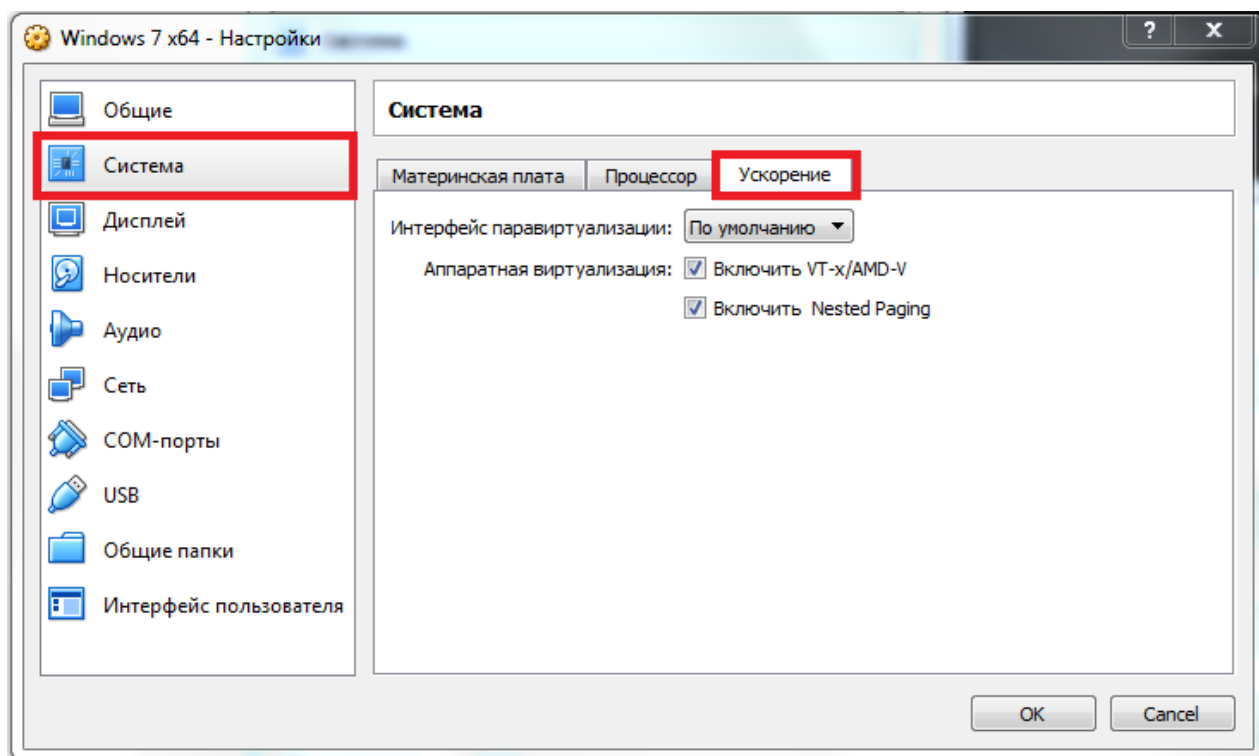 Windows 7 x64 - Настройки
? x
Общие
Система
Дисплей
Носители
Аудио
Сеть
COM-порты
USB
Общие папки
Интерфейс пользователя
Система
Материнская плата Процессор Ускорение
Интерфейс паравиртуализации: По умолчанию
Аппаратная виртуализация: Включить VT-x/AMD-V
Включить Nested Paging
OK Cancel